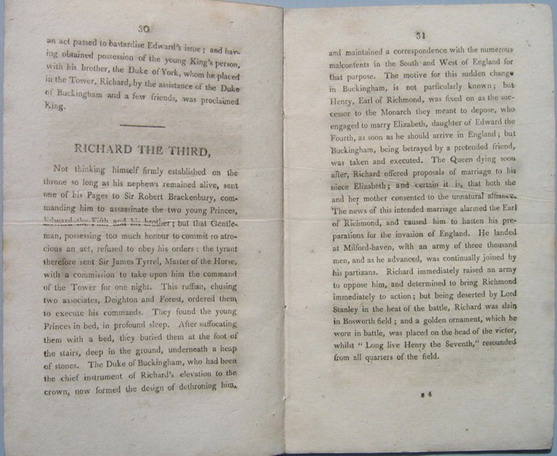 30
an act passed to bastardise Edward's issue; and hav-
ing obtained possession of the young King's person,
with his brother, the Duke of York, whom he placed
in the Tower, Richard, by the assistance of the Duke
of Buckingham and a few friends, was proclaimed
King.
RICHARD THE THIRD,
Not thinking himself firmly established on the
throne so long as his nephews remained alive, sent
one of his Pages to Sir Robert Brackenbury, com-
manding him to assassinate the two young Princes,
Edward the Fifth and his brother; but that Gentle-
man, possessing too much honour to commit so atro-
cious an act, refused to obey his orders: the tyrant
therefore sent Sir James Tyrrel, Master of the Horse,
with a commission to take upon him the command
of the Tower for one night. This ruffian, chusing
two associates, Deighton and Forest, ordered them
to execute his commands. They found the young
Princes in bed, in profound sleep. After suffocating
them with a bed, they buried them at the foot of
the stairs, deep in the ground, underneath a heap
of stones. The Duke of Buckingham, who had been
the chief instrument of Richard's elevation to the
crown, now formed the design of dethroning him,
31
and maintained a correspondence with the numerous
malcontents in the South and West of England for
that purpose. The motive for this sudden change
in Buckingham, is not particularly known; but
Henry, Earl of Richmond, was fixed on as the suc-
cessor to the Monarch they meant to depose, who
engaged to marry Elizabeth, daughter of Edward the
Fourth, as soon as he should arrive in England; but
Buckingham, being betrayed by a pretended friend,
was taken and executed. The Queen dying soon
after, Richard offered proposals of marriage to his
niece Elizabeth; and certain it is, that both she
and her mother consented to the unnatural alliance.
The news of this intended marriage alarmed the Earl
of Richmond, and caused him to hasten his pre-
parations for the invasion of England. He landed
at Milford-haven, with an army of three thousand
men, and as he advanced, was continually joined by
his partizans. Richard immediately raised an army
to oppose him, and determined to bring Richmond
immediately to action; but being deserted by Lord
Stanley in the heat of the battle, Richard was slain
in Bosworth field; and a golden ornament, which he
wore in battle, was placed on the head of the victor,
whilst "Long live Henry the Seventh," resounded
from all quarters of the field.